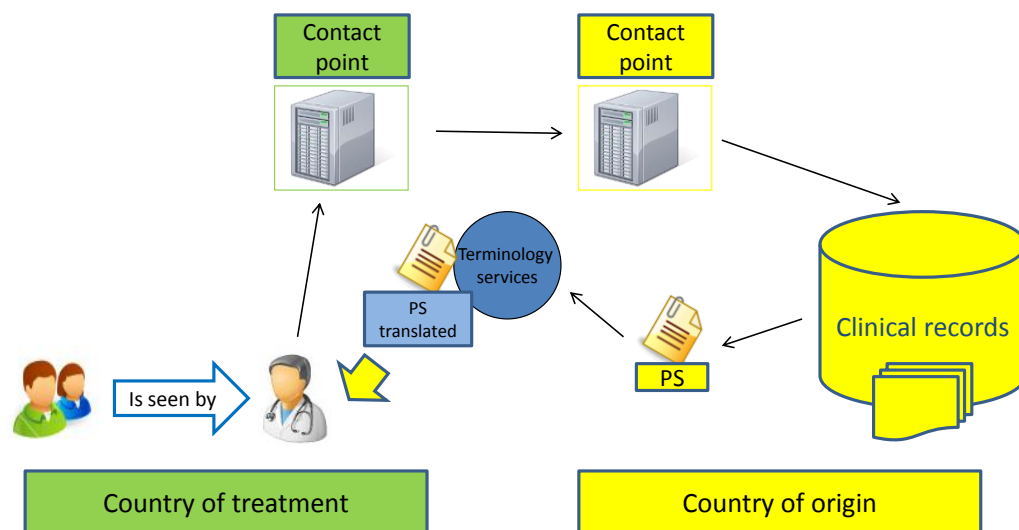 Contact
point
Contact
point
Terminology
services
PS
translated
PS
Clinical records
Is seen by
Country of treatment
Country of origin